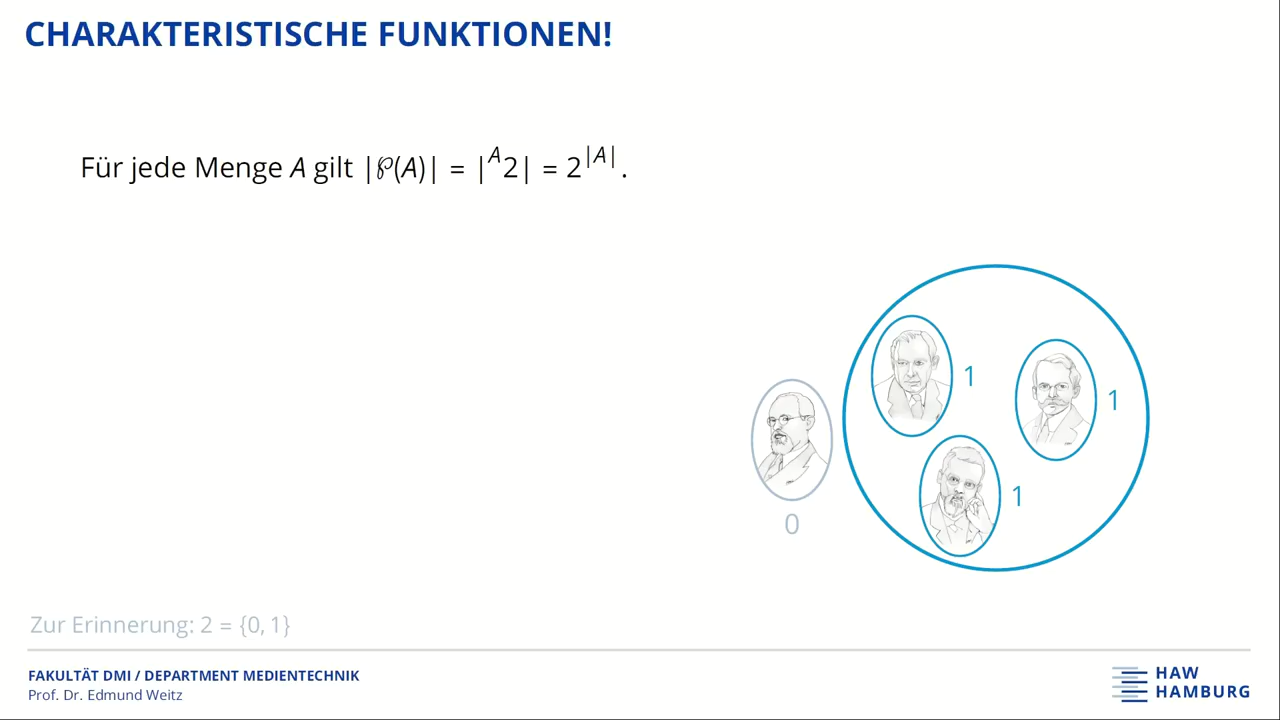 CHARAKTERISTISCHE FUNKTIONEN!
Für jede Menge A gilt |℘(A)| = |ᴬ2| = 2^|A|.
1
1
1
0
Zur Erinnerung: 2 = {0, 1}
FAKULTÄT DMI / DEPARTMENT MEDIENTECHNIK
Prof. Dr. Edmund Weitz
HAW
HAMBURG